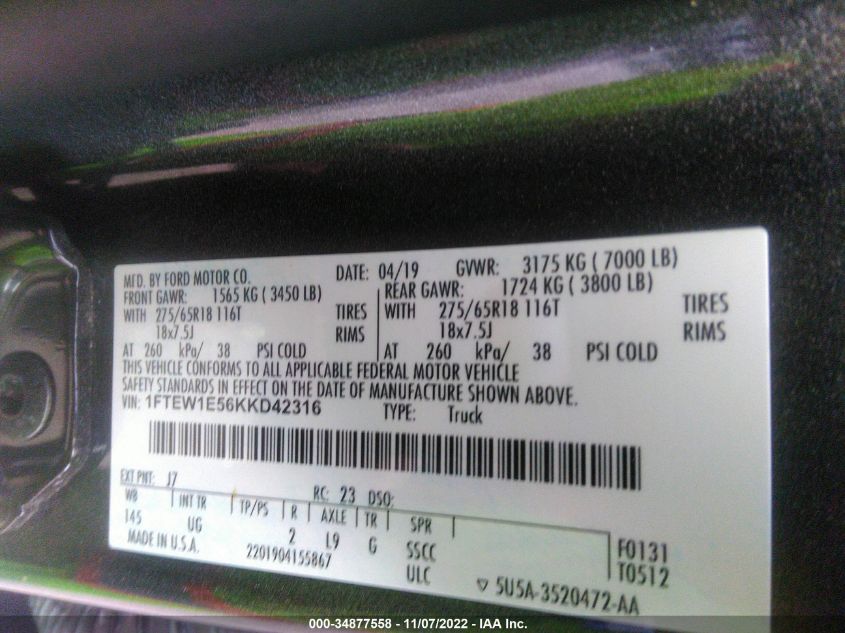 MFD. BY FORD MOTOR CO. DATE: 04/19 GVWR: 3175 KG ( 7000 LB)
FRONT GAWR: 1565 KG ( 3450 LB) REAR GAWR: 1724 KG ( 3800 LB)
WITH 275/65R18 116T TIRES WITH 275/65R18 116T TIRES
18x7.5J RIMS 18x7.5J RIMS
AT 260 kPa/ 38 PSI COLD AT 260 kPa/ 38 PSI COLD
THIS VEHICLE CONFORMS TO ALL APPLICABLE FEDERAL MOTOR VEHICLE
SAFETY STANDARDS IN EFFECT ON THE DATE OF MANUFACTURE SHOWN ABOVE.
VIN: 1FTEW1E56KKD42316 TYPE: Truck
EXT PNT: J7 RC: 23 DSO:
WB INT TR TP/PS R AXLE TR SPR
145 UG 2 L9 G SSCC F0131
MADE IN U.S.A. 2201904155867 ULC T0512
5U5A-3520472-AA
000-34877558 - 11/07/2022 - IAA Inc.